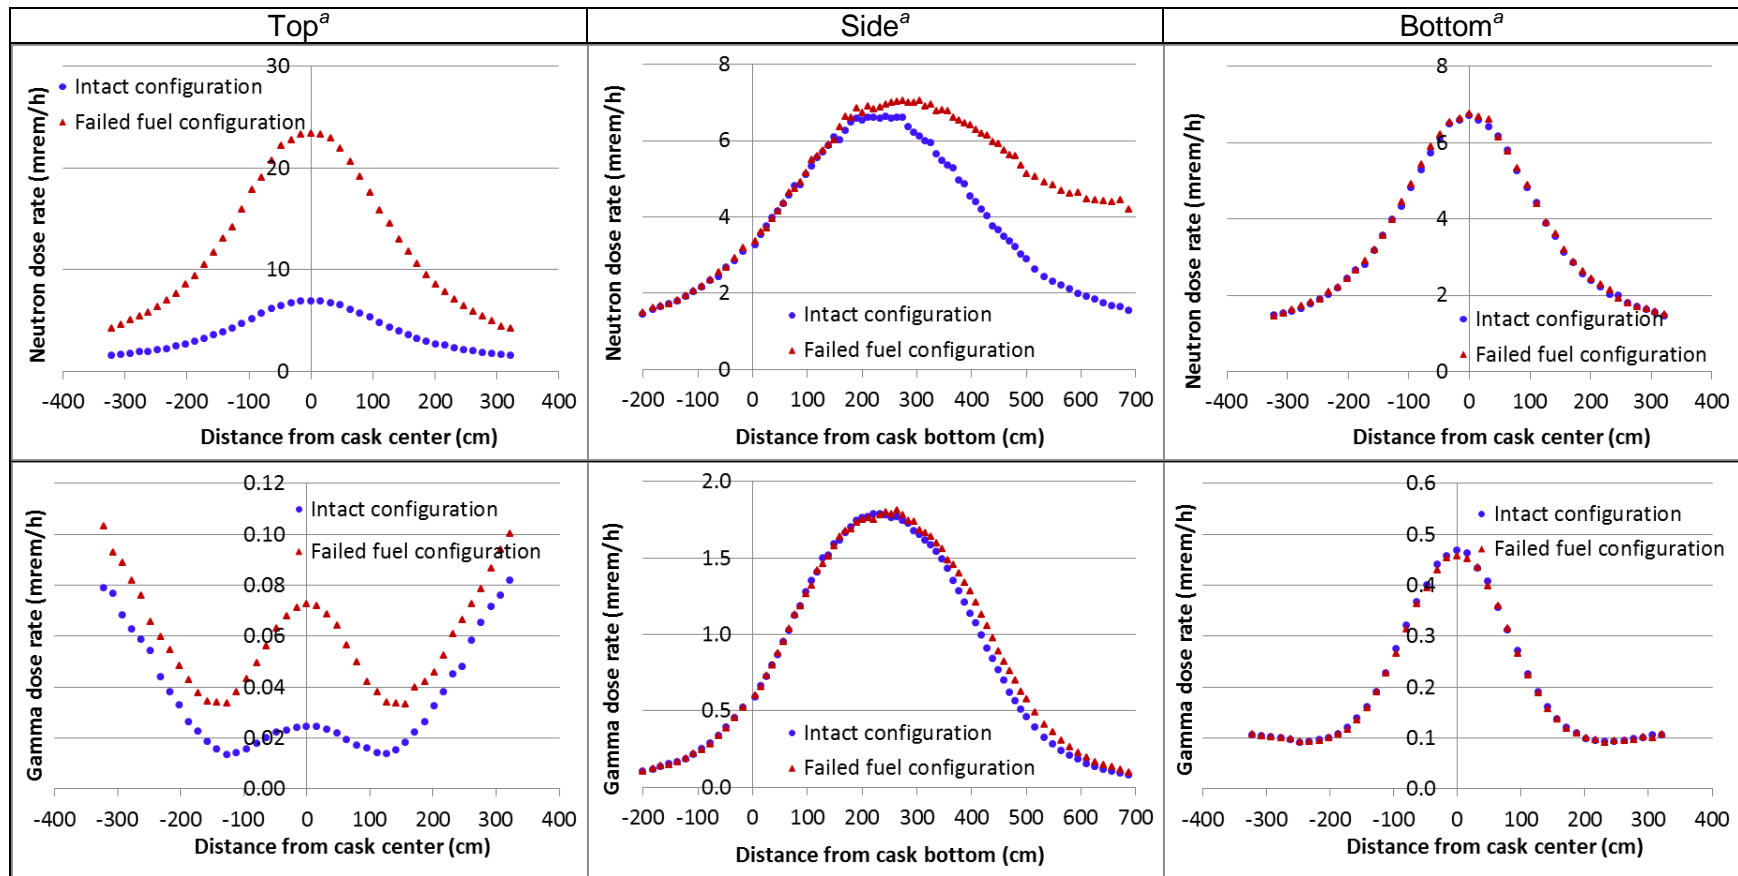 Topᵃ
Sideᵃ
Bottomᵃ
Neutron dose rate (mrem/h)
30
20
10
0
Intact configuration
Failed fuel configuration
-400 -300 -200 -100 0 100 200 300 400
Distance from cask center (cm)
Neutron dose rate (mrem/h)
8
6
4
2
0
Intact configuration
Failed fuel configuration
-200 -100 0 100 200 300 400 500 600 700
Distance from cask bottom (cm)
Neutron dose rate (mrem/h)
8
6
4
2
0
Intact configuration
Failed fuel configuration
-400 -300 -200 -100 0 100 200 300 400
Distance from cask center (cm)
Gamma dose rate (mrem/h)
0.12
0.10
0.08
0.06
0.04
0.02
0.00
Intact configuration
Failed fuel configuration
-400 -300 -200 -100 0 100 200 300 400
Distance from cask center (cm)
Gamma dose rate (mrem/h)
2.0
1.5
1.0
0.5
0.0
Intact configuration
Failed fuel configuration
-200 -100 0 100 200 300 400 500 600 700
Distance from cask bottom (cm)
Gamma dose rate (mrem/h)
0.6
0.5
0.4
0.3
0.2
0.1
0.0
Intact configuration
Failed fuel configuration
-400 -300 -200 -100 0 100 200 300 400
Distance from cask center (cm)